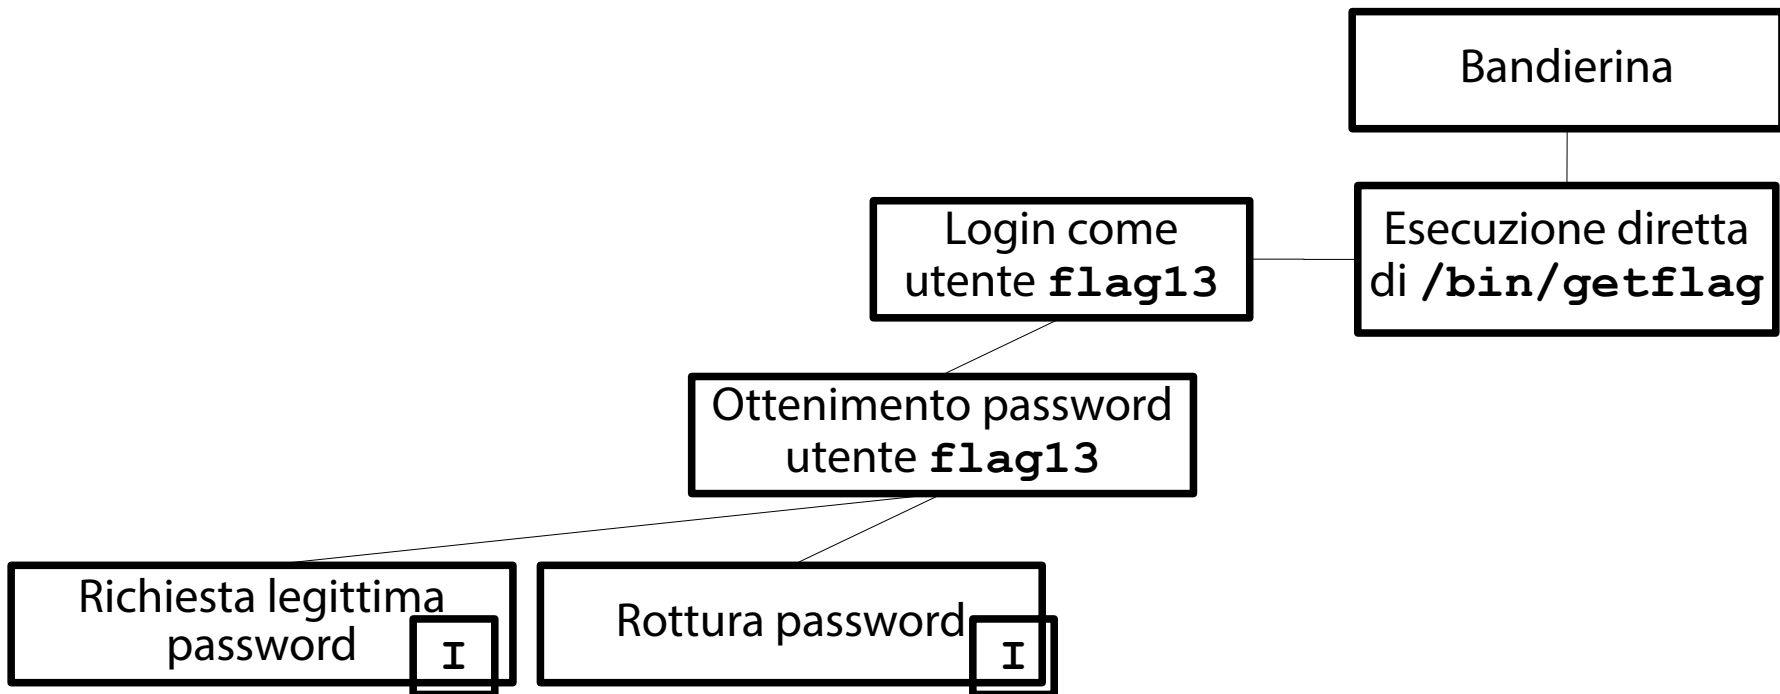 Bandierina
Login come
utente flag13
Esecuzione diretta
di /bin/getflag
Ottenimento password
utente flag13
Richiesta legittima
password
I
Rottura password
I